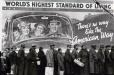 WORLD'S HIGHEST STANDARD OF LIVING
There's no way
like the
American Way